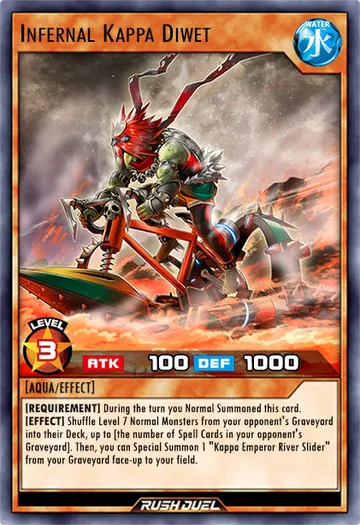 INFERNAL KAPPA DIWET
WATER
水
LEVEL
3
ATK 100 DEF 1000
[AQUA/EFFECT]
[REQUIREMENT] During the turn you Normal Summoned this card.
[EFFECT] Shuffle Level 7 Normal Monsters from your opponent's Graveyard
into their Deck, up to [the number of Spell Cards in your opponent's
Graveyard]. Then, you can Special Summon 1 "Kappa Emperor River Slider"
from your Graveyard face-up to your field.
RUSH DUEL